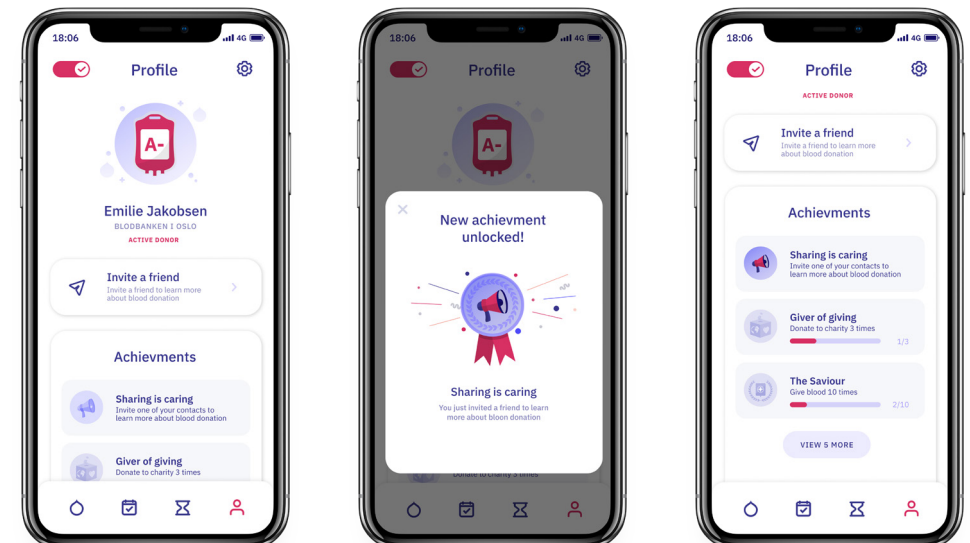 18:06
4G
Profile
A-
Emilie Jakobsen
BLODBANKEN I OSLO
ACTIVE DONOR
Invite a friend
Invite a friend to learn more
about blood donation
Achievments
Sharing is caring
Invite one of your contacts to
learn more about blood donation
Giver of giving
Donate to charity 3 times
18:06
4G
Profile
A-
New achievment
unlocked!
Sharing is caring
You just invited a friend to learn
more about bloon donation
Donate to charity 3 times
18:06
4G
Profile
ACTIVE DONOR
Invite a friend
Invite a friend to learn more
about blood donation
Achievments
Sharing is caring
Invite one of your contacts to
learn more about blood donation
Giver of giving
Donate to charity 3 times
1/3
The Saviour
Give blood 10 times
2/10
VIEW 5 MORE